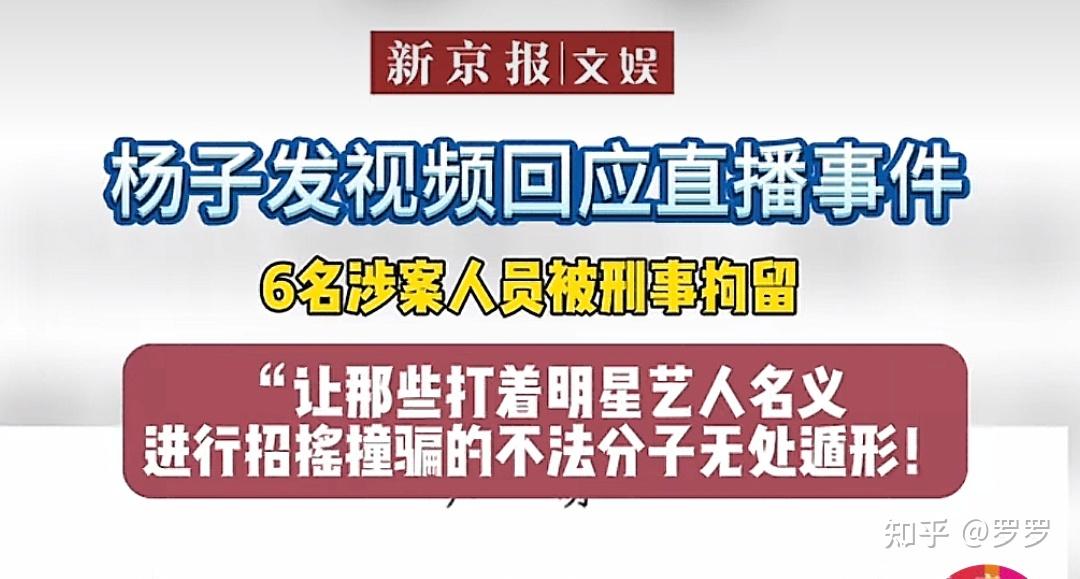 新京报|文娱
杨子发视频回应直播事件
6名涉案人员被刑事拘留
“让那些打着明星艺人名义
进行招摇撞骗的不法分子无处遁形！
知乎 @罗罗